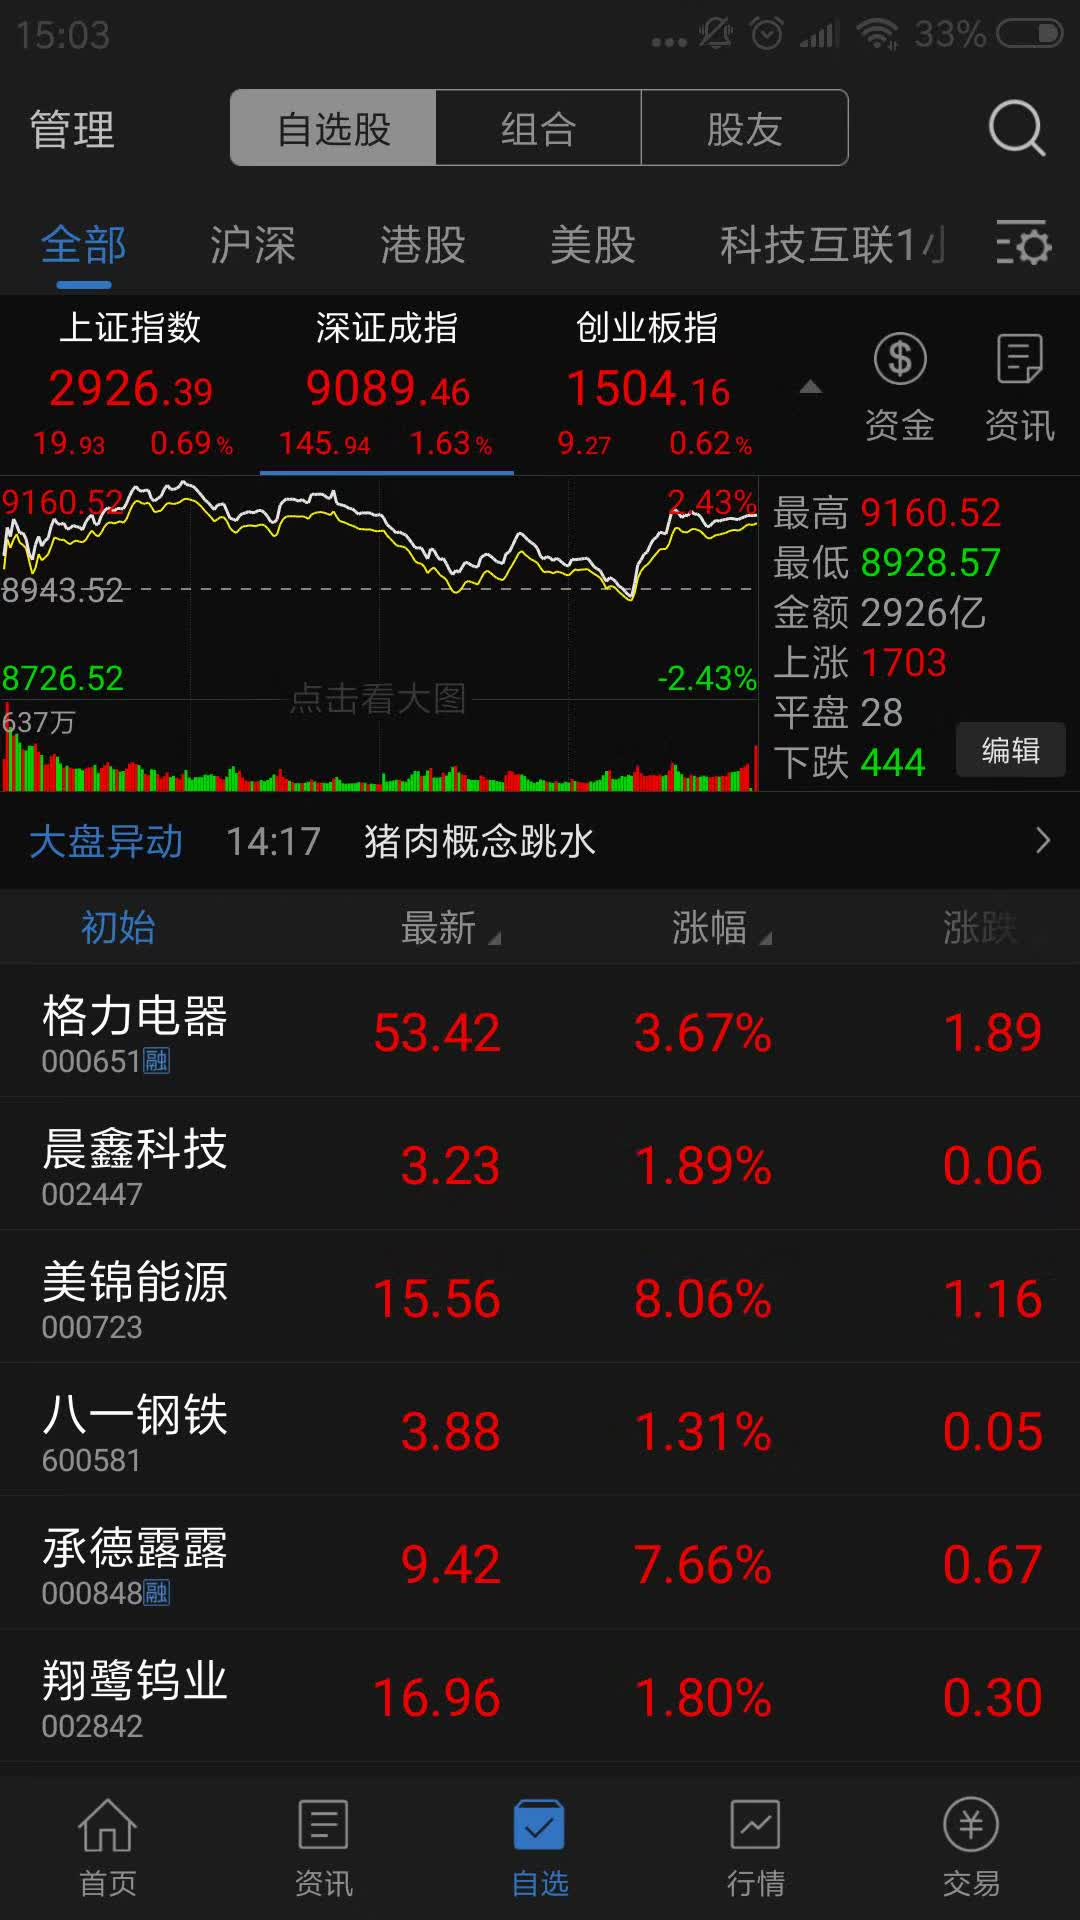 15:03 33%
管理 自选股 组合 股友
全部 沪深 港股 美股 科技互联1小
上证指数 深证成指 创业板指
2926.39 9089.46 1504.16
19.93 0.69% 145.94 1.63% 9.27 0.62%
资金 资讯
9160.52 2.43%
8943.52
8726.52 -2.43%
点击看大图
637万
最高 9160.52
最低 8928.57
金额 2926亿
上涨 1703
平盘 28
下跌 444
编辑
大盘异动 14:17 猪肉概念跳水
初始 最新 涨幅 涨跌
格力电器 53.42 3.67% 1.89
000651融
晨鑫科技 3.23 1.89% 0.06
002447
美锦能源 15.56 8.06% 1.16
000723
八一钢铁 3.88 1.31% 0.05
600581
承德露露 9.42 7.66% 0.67
000848融
翔鹭钨业 16.96 1.80% 0.30
002842
首页 资讯 自选 行情 交易